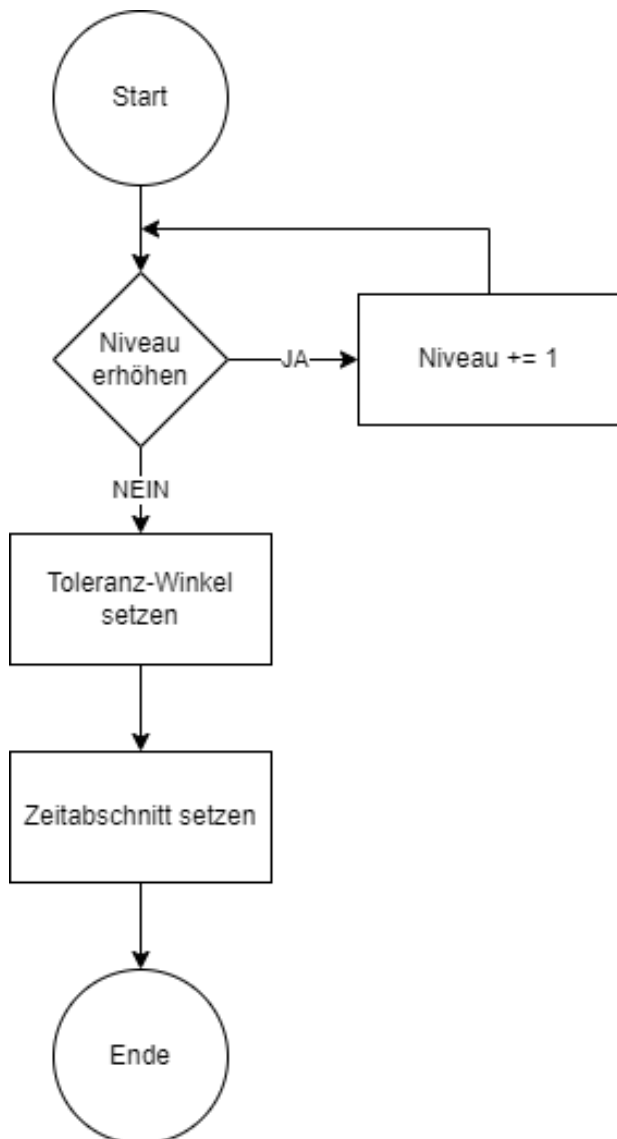 Start
Niveau
erhöhen
JA
Niveau += 1
NEIN
Toleranz-Winkel
setzen
Zeitabschnitt setzen
Ende